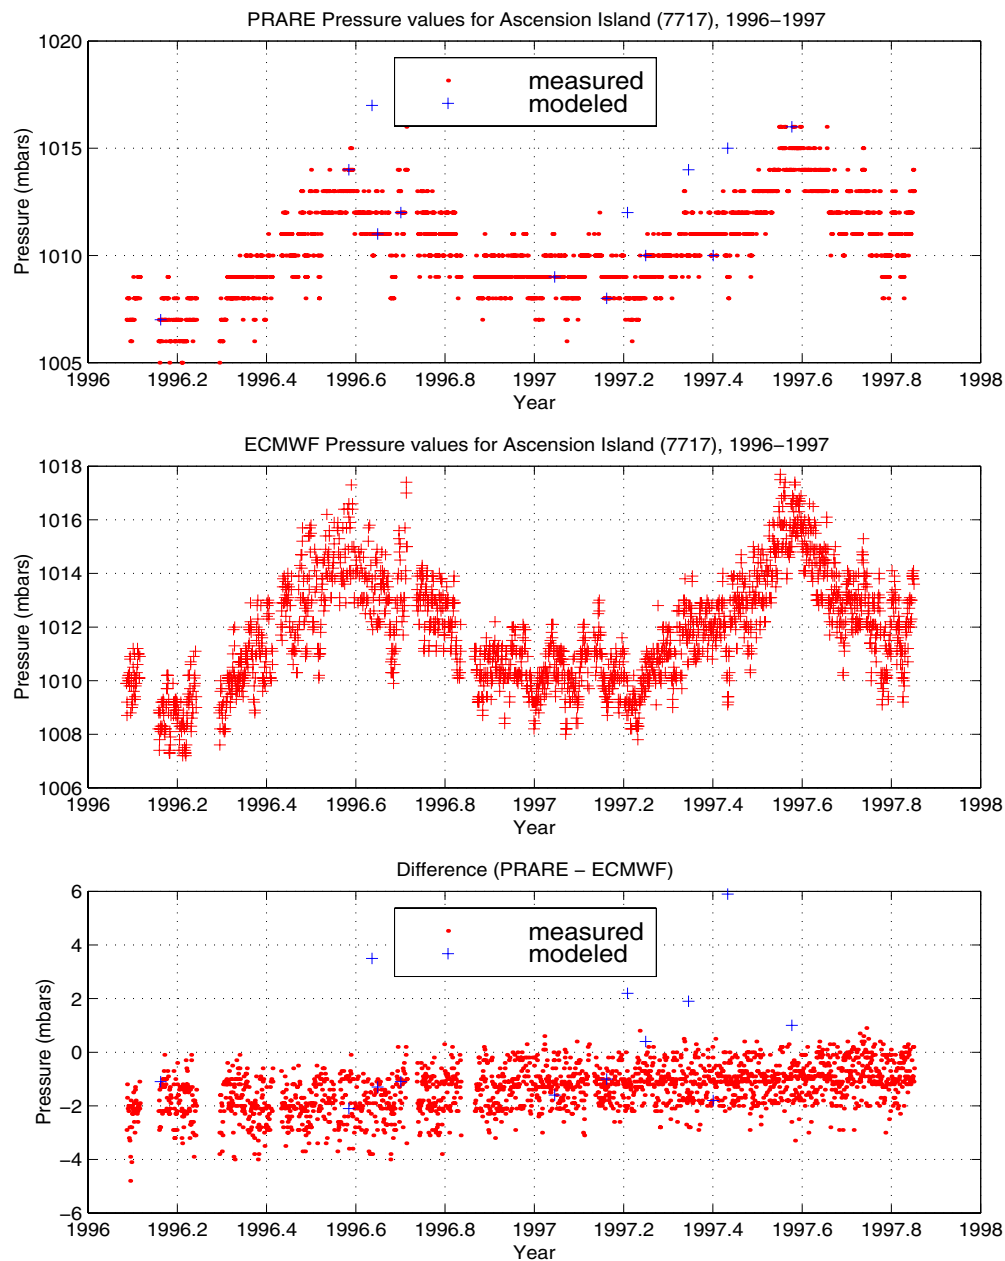 PRARE Pressure values for Ascension Island (7717), 1996−1997
1020
1015
1010
1005
Pressure (mbars)
measured
modeled
1996 1996.2 1996.4 1996.6 1996.8 1997 1997.2 1997.4 1997.6 1997.8 1998
Year
ECMWF Pressure values for Ascension Island (7717), 1996−1997
1018
1016
1014
1012
1010
1008
1006
Pressure (mbars)
1996 1996.2 1996.4 1996.6 1996.8 1997 1997.2 1997.4 1997.6 1997.8 1998
Year
Difference (PRARE − ECMWF)
6
4
2
0
−2
−4
−6
Pressure (mbars)
measured
modeled
1996 1996.2 1996.4 1996.6 1996.8 1997 1997.2 1997.4 1997.6 1997.8 1998
Year